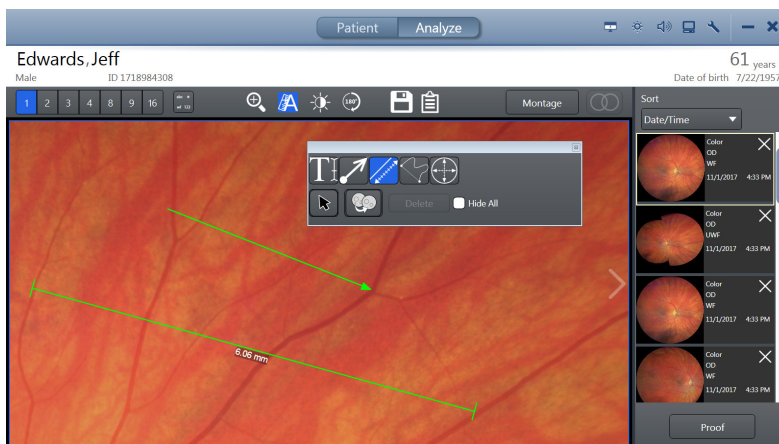 Patient
Analyze
Edwards, Jeff
Male
ID 1718984308
61 years
Date of birth 7/22/1957
1 2 3 4 8 9 16
180°
Montage
Sort
Date/Time
T
Delete
Hide All
6.06 mm
Color
OD
WF
11/1/2017 4:33 PM
Color
OD
UWF
11/1/2017 4:33 PM
Color
OD
WF
11/1/2017 4:33 PM
Color
OD
WF
11/1/2017 4:33 PM
Proof